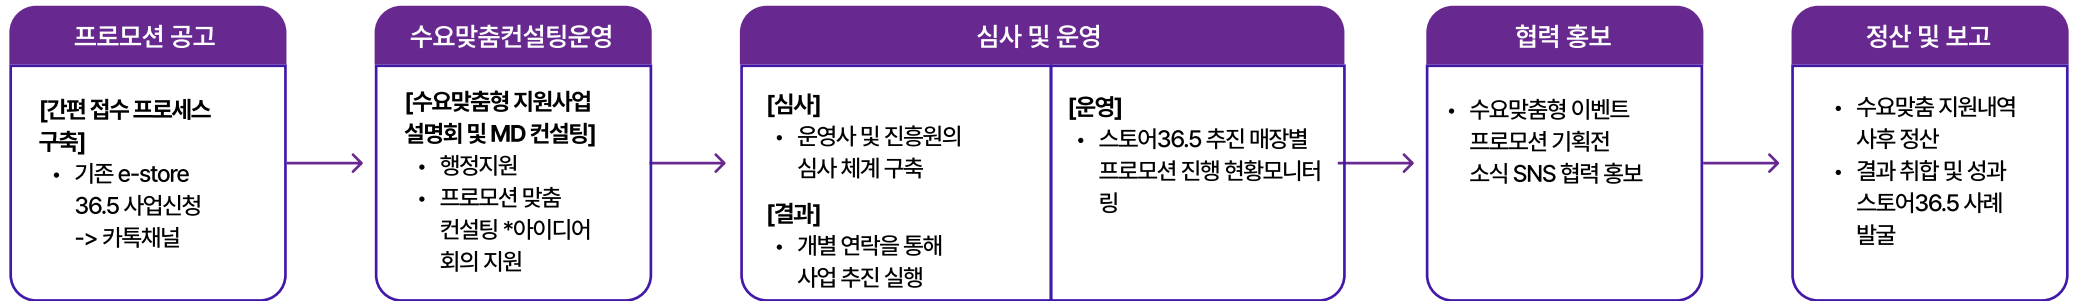 프로모션 공고
[간편 접수 프로세스
구축]
• 기존 e-store
36.5 사업신청
-> 카톡채널
수요맞춤컨설팅운영
[수요맞춤형 지원사업
설명회 및 MD 컨설팅]
• 행정지원
• 프로모션 맞춤
컨설팅 *아이디어
회의 지원
심사 및 운영
[심사]
• 운영사 및 진흥원의
심사 체계 구축
[결과]
• 개별 연락을 통해
사업 추진 실행
[운영]
• 스토어36.5 추진 매장별
프로모션 진행 현황모니터
링
협력 홍보
• 수요맞춤형 이벤트
프로모션 기획전
소식 SNS 협력 홍보
정산 및 보고
• 수요맞춤 지원내역
사후 정산
• 결과 취합 및 성과
스토어36.5 사례
발굴